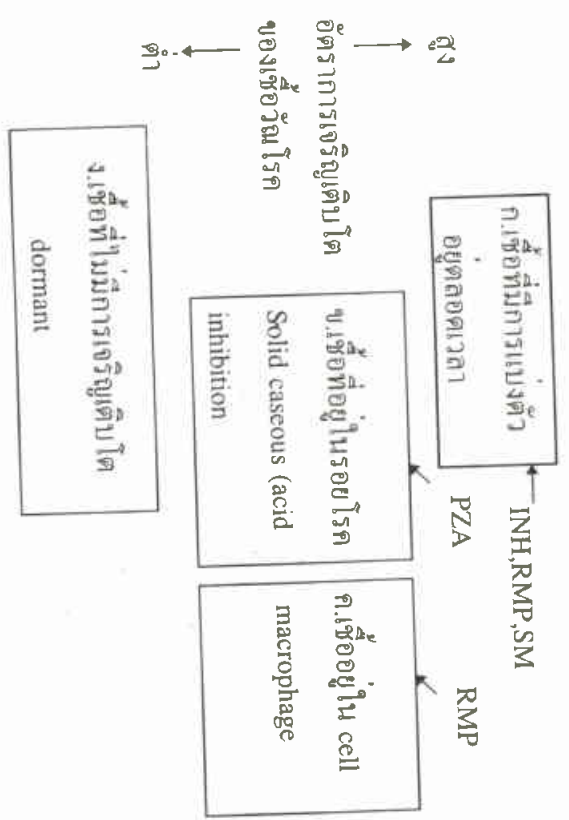 สูง
อัตราการเจริญเติบโต
ของเชื้อวัณโรค
ต่ำ
ก.เชื้อที่มีการแบ่งตัว
อยู่ตลอดเวลา
INH,RMP,SM
ข.เชื้อที่อยู่ในรอยโรค
Solid caseous (acid
inhibition
PZA
ค.เชื้ออยู่ใน cell
macrophage
RMP
ง.เชื้อที่ไม่มีการเจริญเติบโต
dormant